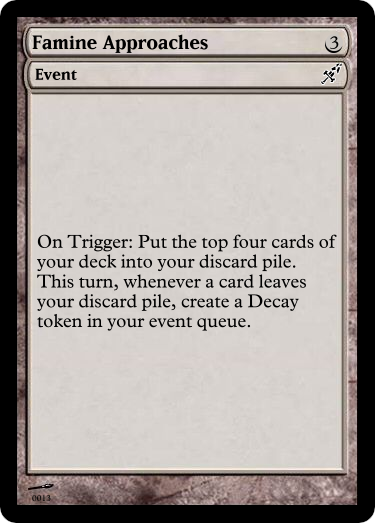 Famine Approaches 3
Event
On Trigger: Put the top four cards of
your deck into your discard pile.
This turn, whenever a card leaves
your discard pile, create a Decay
token in your event queue.
0013